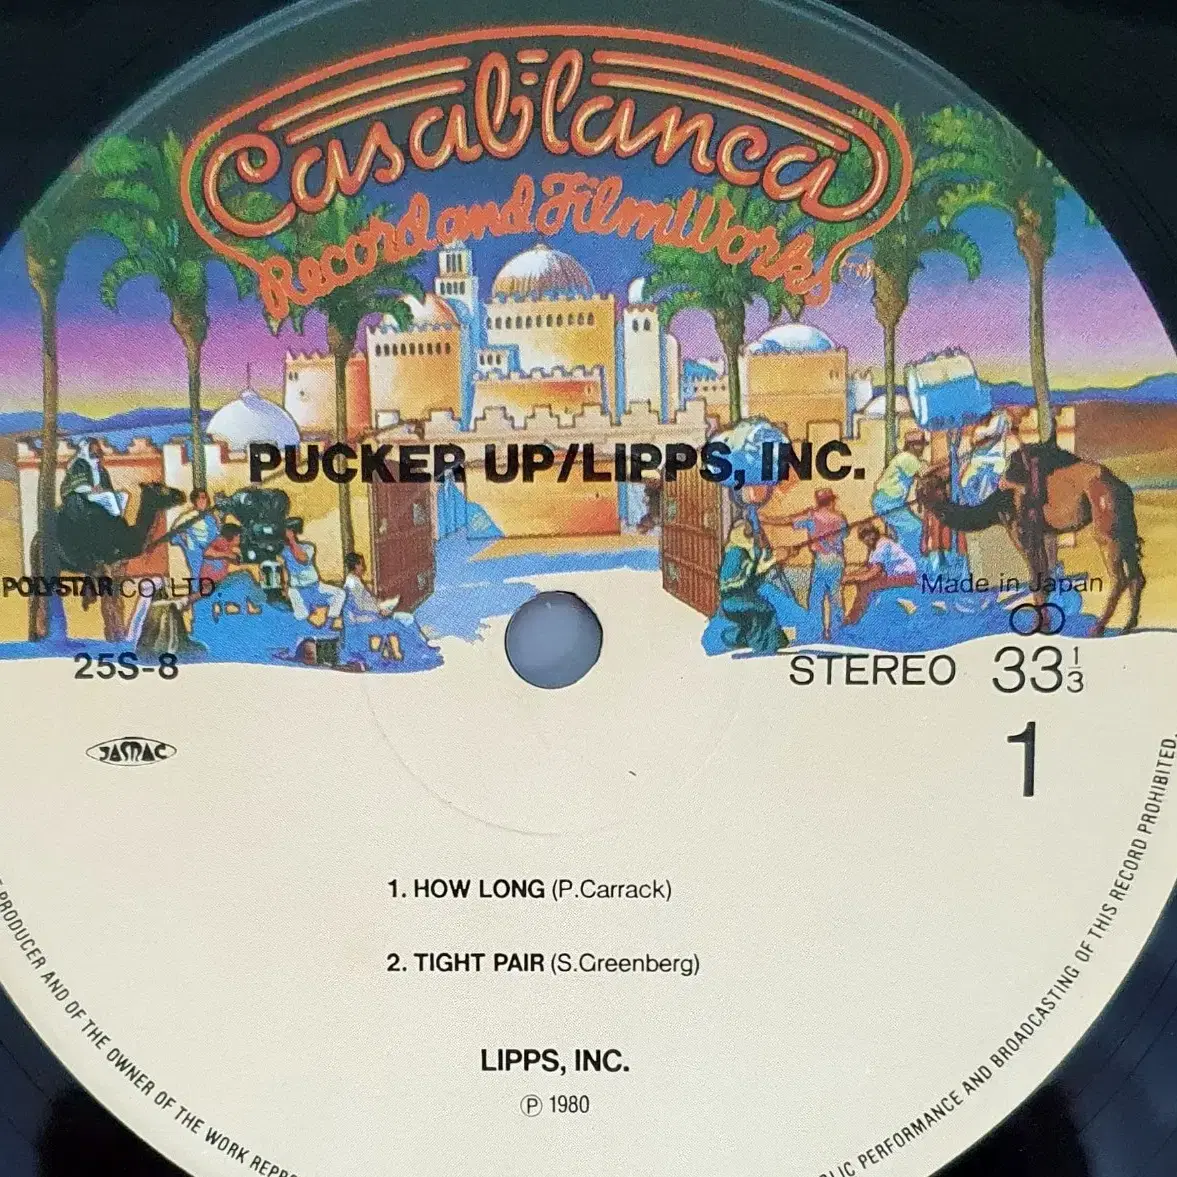 Casablanca
Record and FilmWorks
TM
PUCKER UP/LIPPS, INC.
POLYSTAR CO., LTD.
Made in Japan
25S-8
STEREO 33 1/3
JASRAC
1
1. HOW LONG (P.Carrack)
2. TIGHT PAIR (S.Greenberg)
LIPPS, INC.
Ⓟ 1980
PRODUCER AND OF THE OWNER OF THE WORK
PERFORMANCE AND BROADCASTING OF THIS RECORD PROHIBITED.